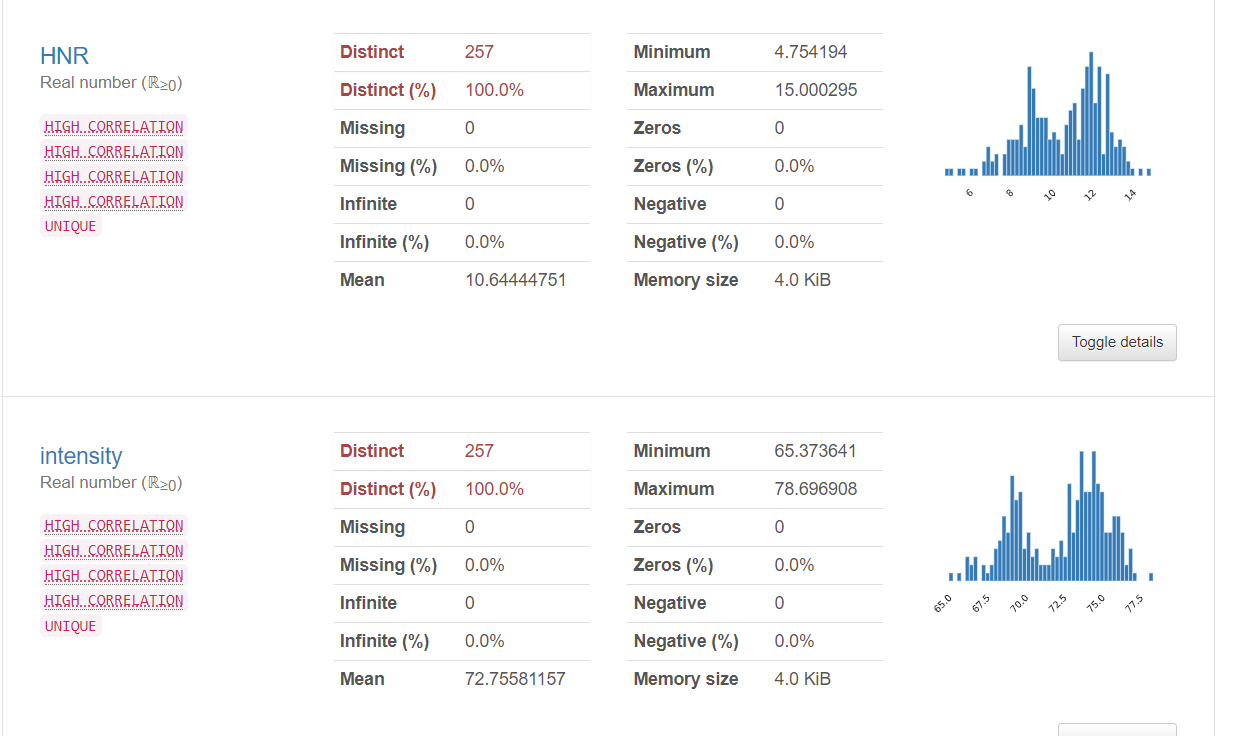 HNR
Real number (ℝ≥0)
HIGH CORRELATION
HIGH CORRELATION
HIGH CORRELATION
HIGH CORRELATION
UNIQUE
Distinct 257
Distinct (%) 100.0%
Missing 0
Missing (%) 0.0%
Infinite 0
Infinite (%) 0.0%
Mean 10.64444751
Minimum 4.754194
Maximum 15.000295
Zeros 0
Zeros (%) 0.0%
Negative 0
Negative (%) 0.0%
Memory size 4.0 KiB
6 8 10 12 14
Toggle details
intensity
Real number (ℝ≥0)
HIGH CORRELATION
HIGH CORRELATION
HIGH CORRELATION
HIGH CORRELATION
UNIQUE
Distinct 257
Distinct (%) 100.0%
Missing 0
Missing (%) 0.0%
Infinite 0
Infinite (%) 0.0%
Mean 72.75581157
Minimum 65.373641
Maximum 78.696908
Zeros 0
Zeros (%) 0.0%
Negative 0
Negative (%) 0.0%
Memory size 4.0 KiB
65.0 67.5 70.0 72.5 75.0 77.5